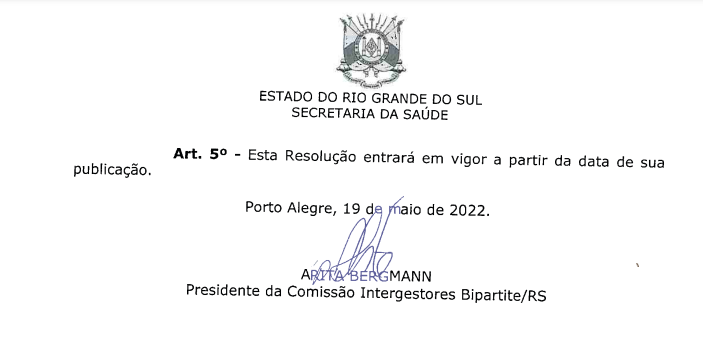 ESTADO DO RIO GRANDE DO SUL
SECRETARIA DA SAÚDE
Art. 5º - Esta Resolução entrará em vigor a partir da data de sua
publicação.
Porto Alegre, 19 de maio de 2022.
ARITA BERGMANN
Presidente da Comissão Intergestores Bipartite/RS